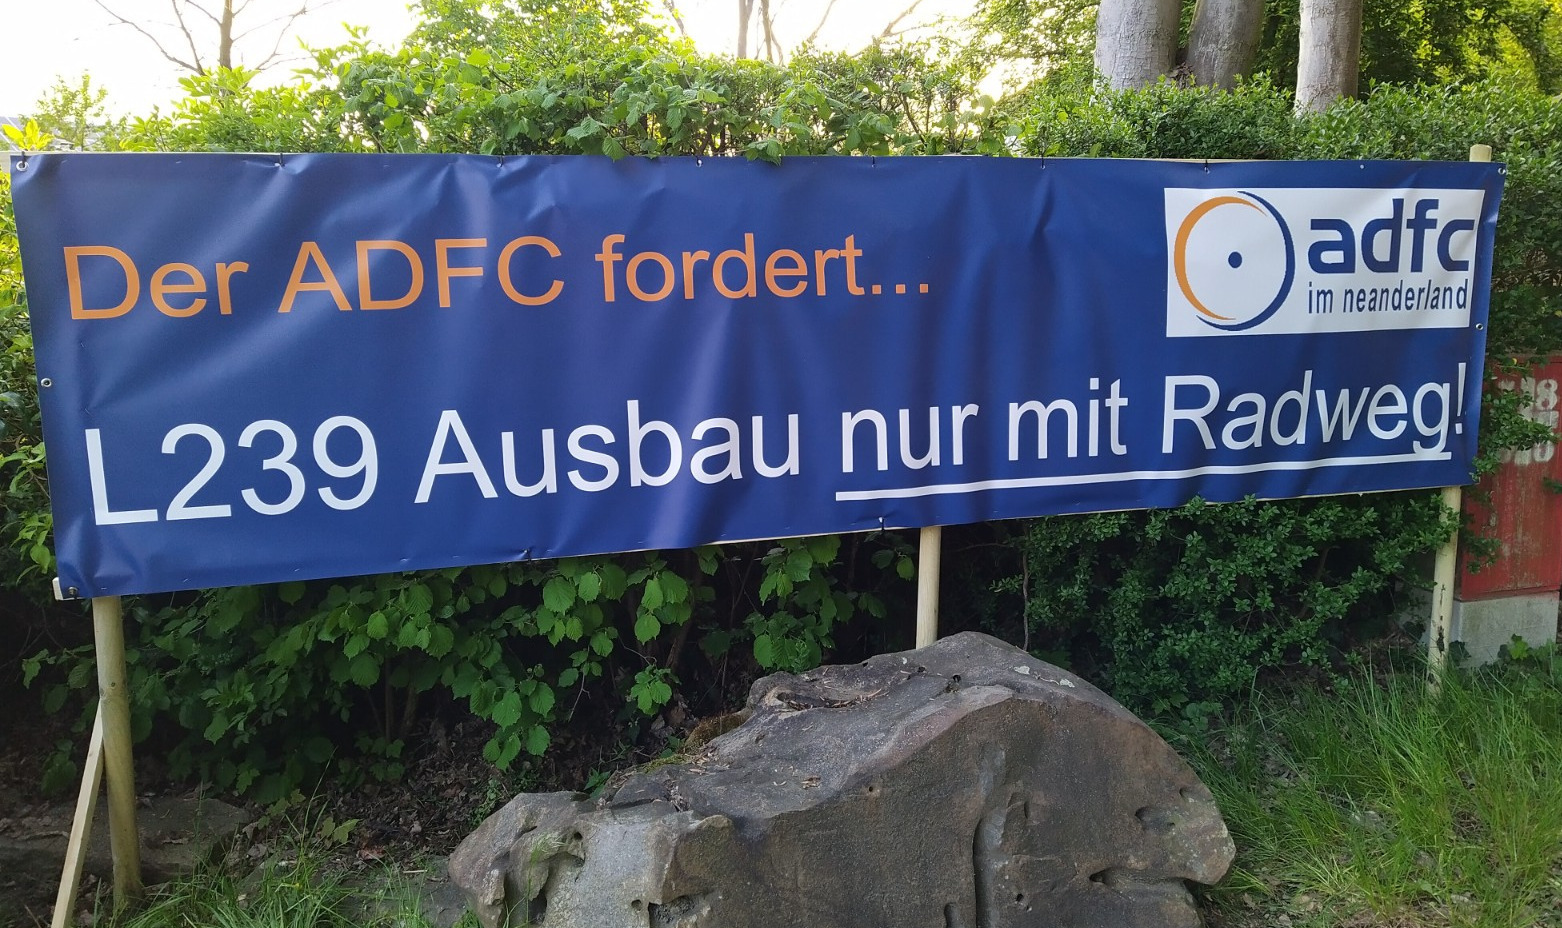 Der ADFC fordert...
adfc
im neanderland
L239 Ausbau nur mit Radweg!